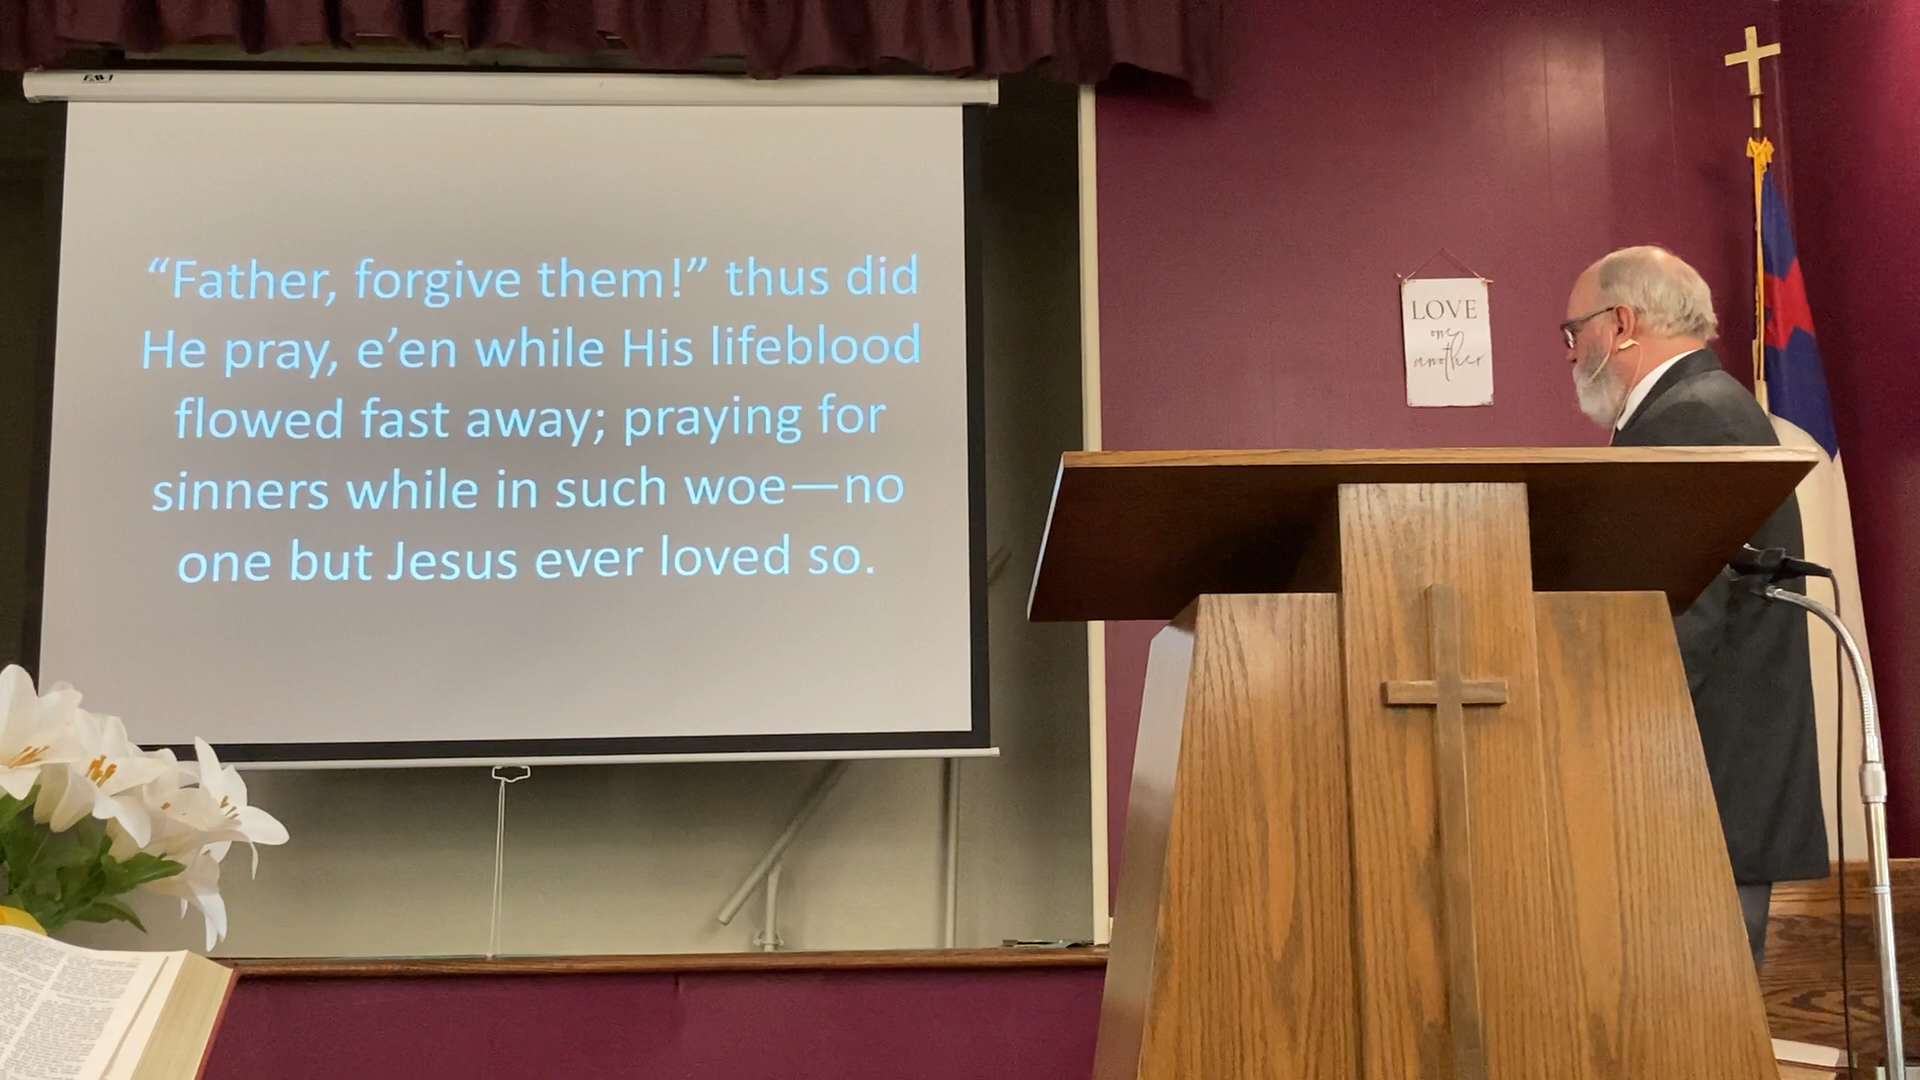 “Father, forgive them!” thus did
He pray, e’en while His lifeblood
flowed fast away; praying for
sinners while in such woe—no
one but Jesus ever loved so.
LOVE
one
another